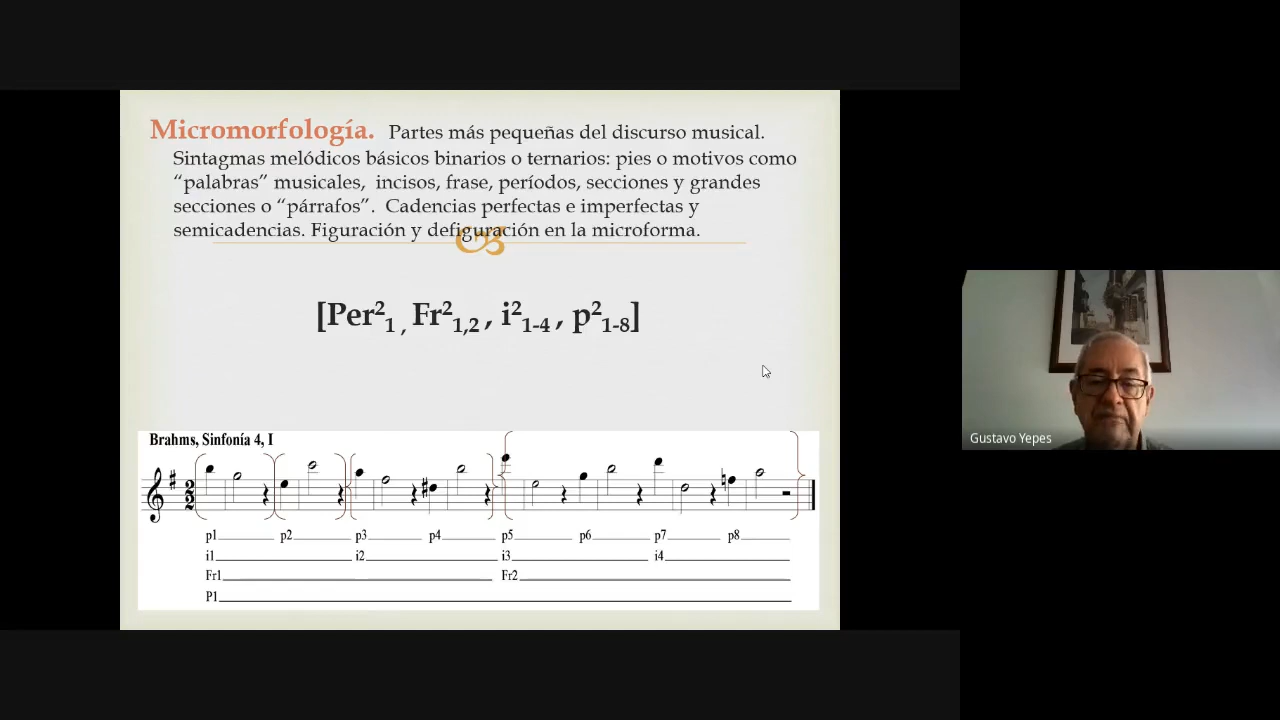 Micromorfología. Partes más pequeñas del discurso musical.
Sintagmas melódicos básicos binarios o ternarios: pies o motivos como
“palabras” musicales, incisos, frase, períodos, secciones y grandes
secciones o “párrafos”. Cadencias perfectas e imperfectas y
semicadencias. Figuración y defiguración en la microforma.
[Per²₁ , Fr²₁,₂ , i²₁₋₄ , p²₁₋₈]
Brahms, Sinfonía 4, I
2
2
p1 p2 p3 p4 p5 p6 p7 p8
i1 i2 i3 i4
Fr1 Fr2
P1
Gustavo Yepes